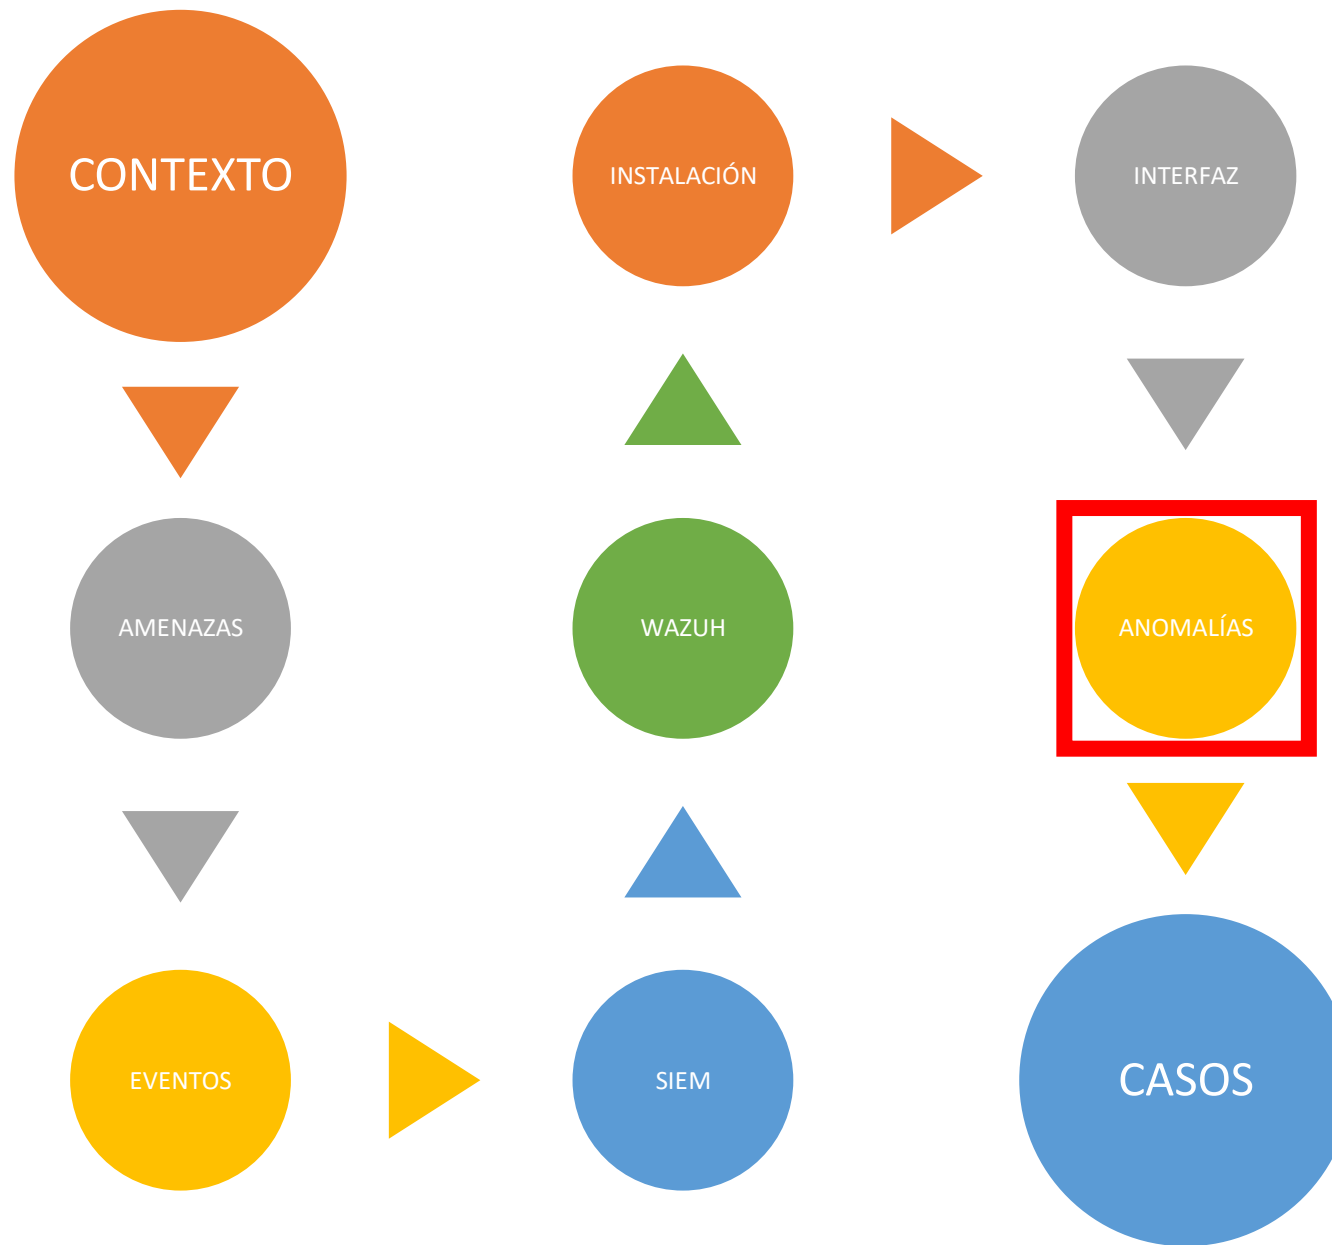 CONTEXTO
INSTALACIÓN
INTERFAZ
AMENAZAS
WAZUH
ANOMALÍAS
EVENTOS
SIEM
CASOS